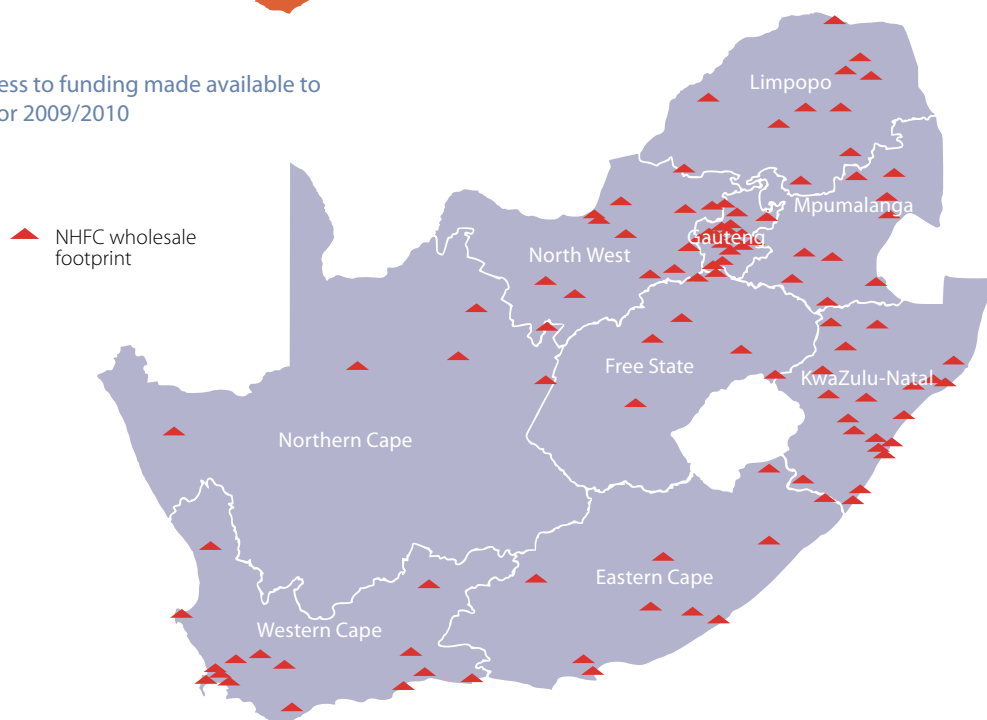 ess to funding made available to
or 2009/2010
NHFC wholesale
footprint
Limpopo
Mpumalanga
Gauteng
North West
Free State
KwaZulu-Natal
Northern Cape
Eastern Cape
Western Cape